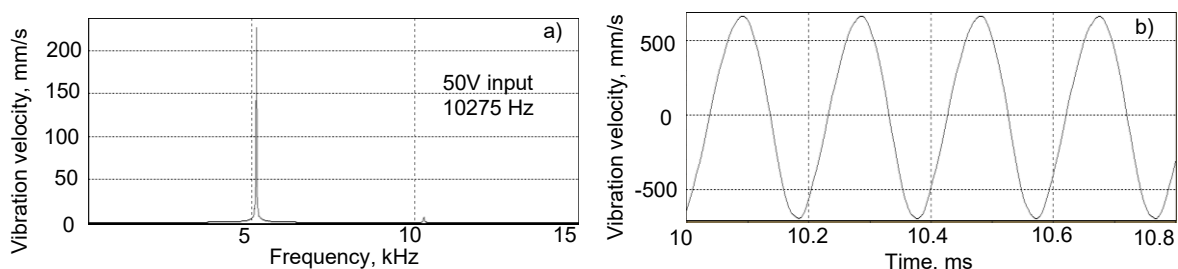 a)
Vibration velocity, mm/s
200
150
100
50
0
50V input
10275 Hz
5
10
15
Frequency, kHz
b)
Vibration velocity, mm/s
500
0
-500
10
10.2
10.4
10.6
10.8
Time, ms